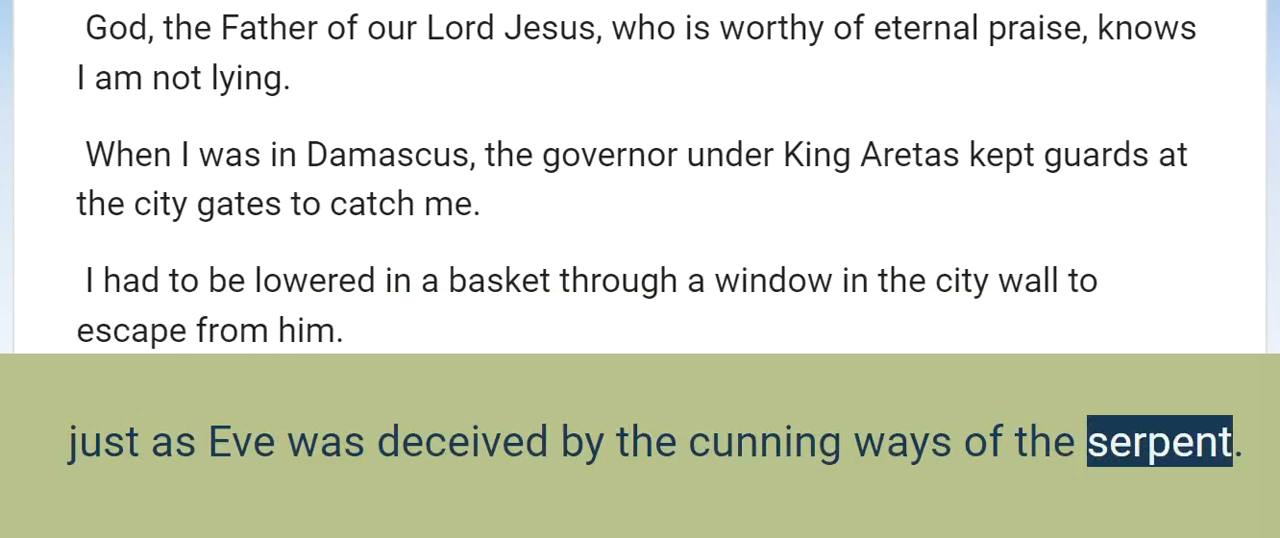 God, the Father of our Lord Jesus, who is worthy of eternal praise, knows
I am not lying.
When I was in Damascus, the governor under King Aretas kept guards at
the city gates to catch me.
I had to be lowered in a basket through a window in the city wall to
escape from him.
just as Eve was deceived by the cunning ways of the serpent.